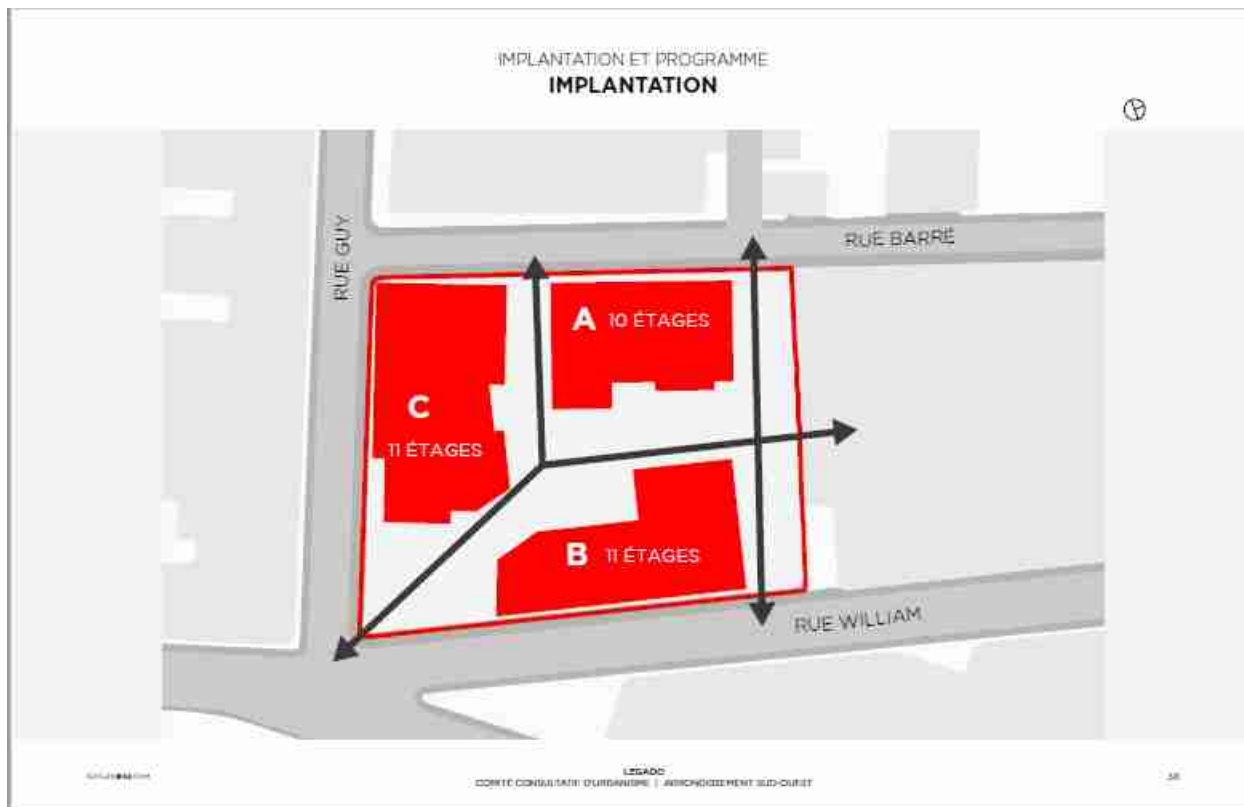 IMPLANTATION ET PROGRAMME
IMPLANTATION
RUE GUY
RUE BARRÉ
A 10 ÉTAGES
C
11 ÉTAGES
B 11 ÉTAGES
RUE WILLIAM
LEGADO
COMITÉ CONSULTATIF D'URBANISME | ARRONDISSEMENT SUD-OUEST